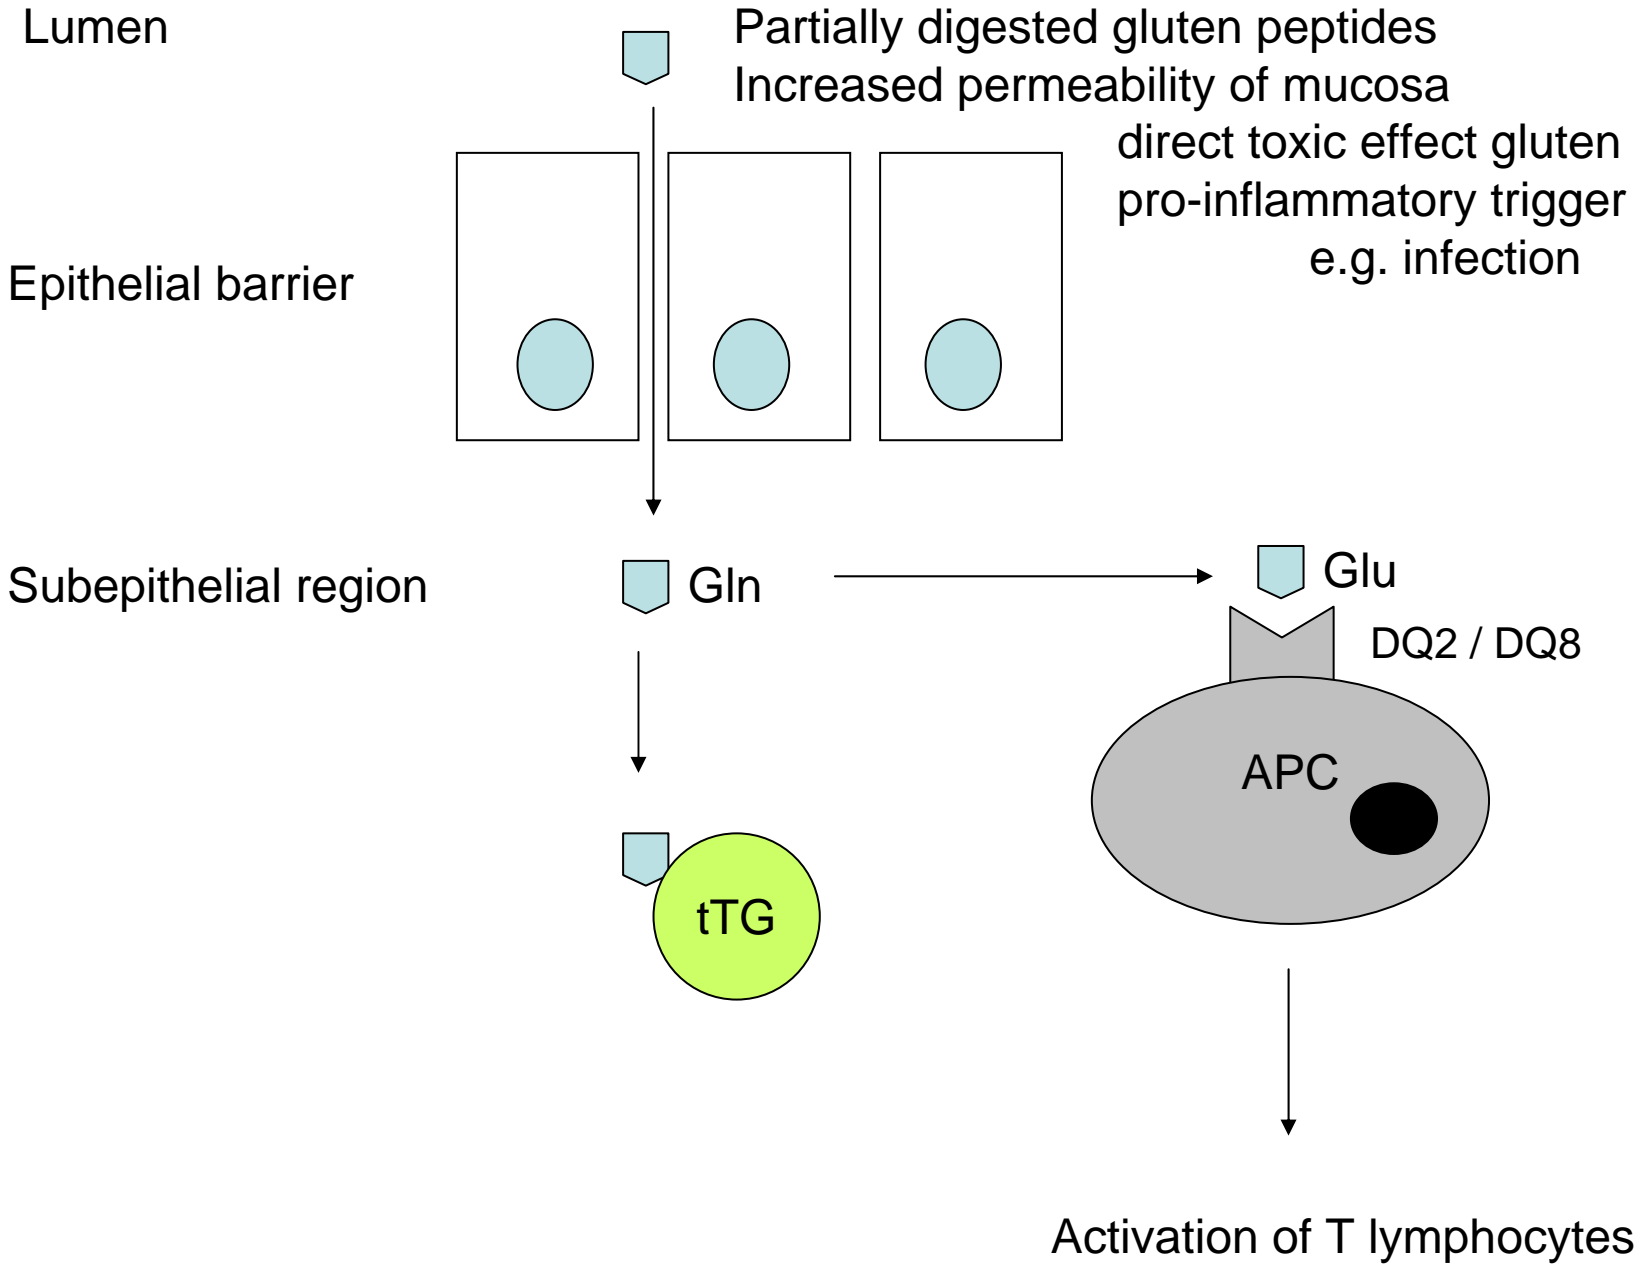 Lumen
Partially digested gluten peptides
Increased permeability of mucosa
direct toxic effect gluten
pro-inflammatory trigger
e.g. infection
Epithelial barrier
Subepithelial region
Gln
Glu
DQ2 / DQ8
APC
tTG
Activation of T lymphocytes